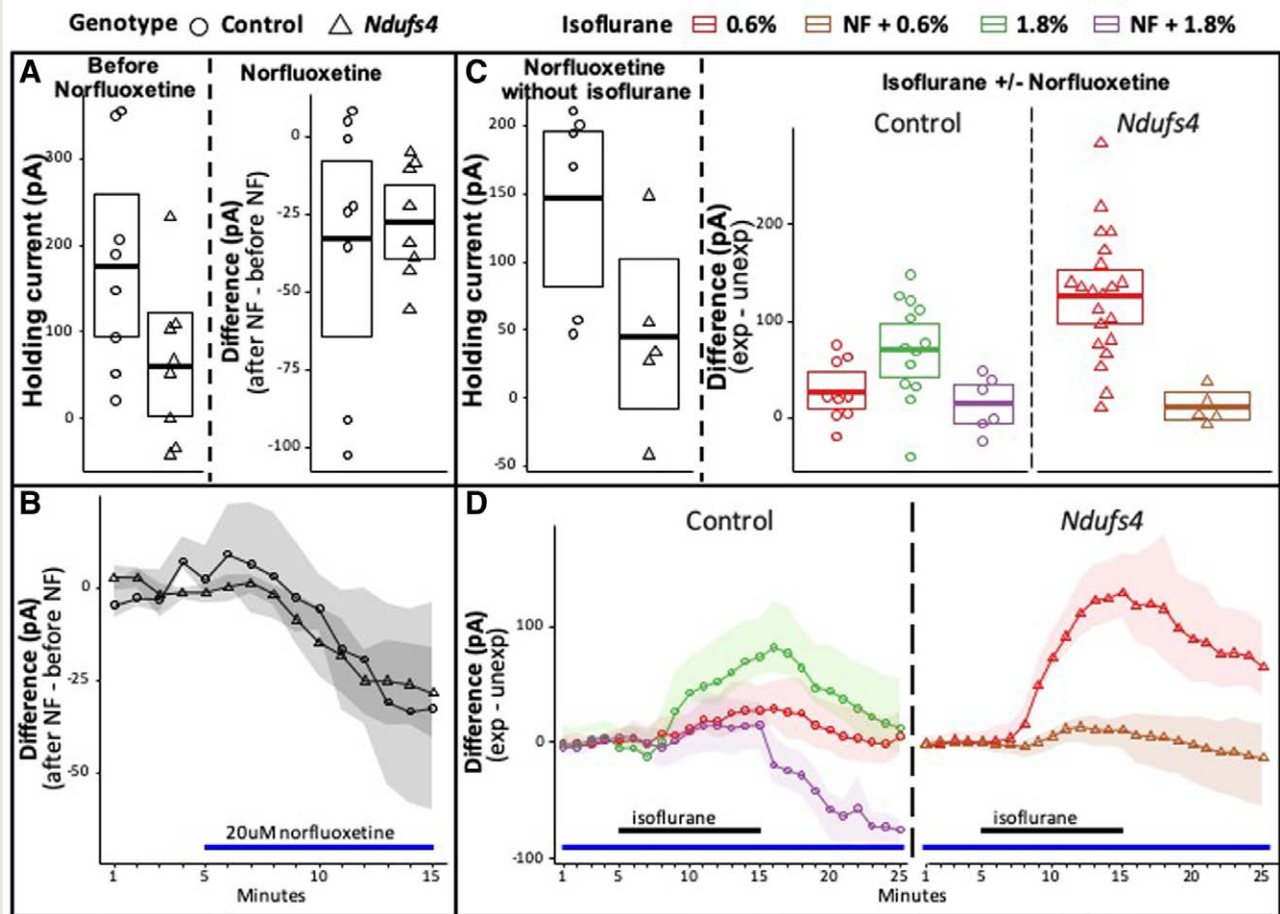 Genotype Control Ndufs4 Isoflurane 0.6% NF + 0.6% 1.8% NF + 1.8%
A
Before
Norfluoxetine
Norfluoxetine
Holding current (pA)
300
200
100
0
Difference (pA)
(after NF - before NF)
0
-25
-50
-75
-100
C
Norfluoxetine
without isoflurane
Isoflurane +/- Norfluoxetine
Control
Ndufs4
Holding current (pA)
200
150
100
50
0
-50
Difference (pA)
(exp - unexp)
200
100
0
B
Difference (pA)
(after NF - before NF)
0
-25
-50
20uM norfluoxetine
1 5 10 15
Minutes
D
Control
Ndufs4
Difference (pA)
(exp - unexp)
100
0
-100
isoflurane
isoflurane
1 5 10 15 20 25 1 5 10 15 20 25
Minutes